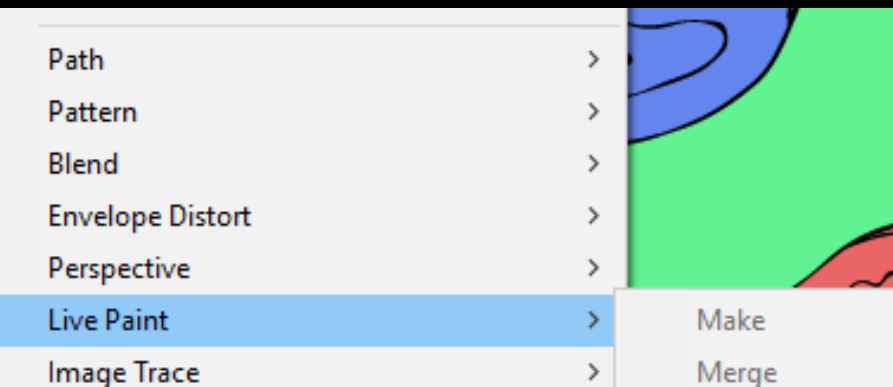 Path
Pattern
Blend
Envelope Distort
Perspective
Live Paint
Make
Image Trace
Merge